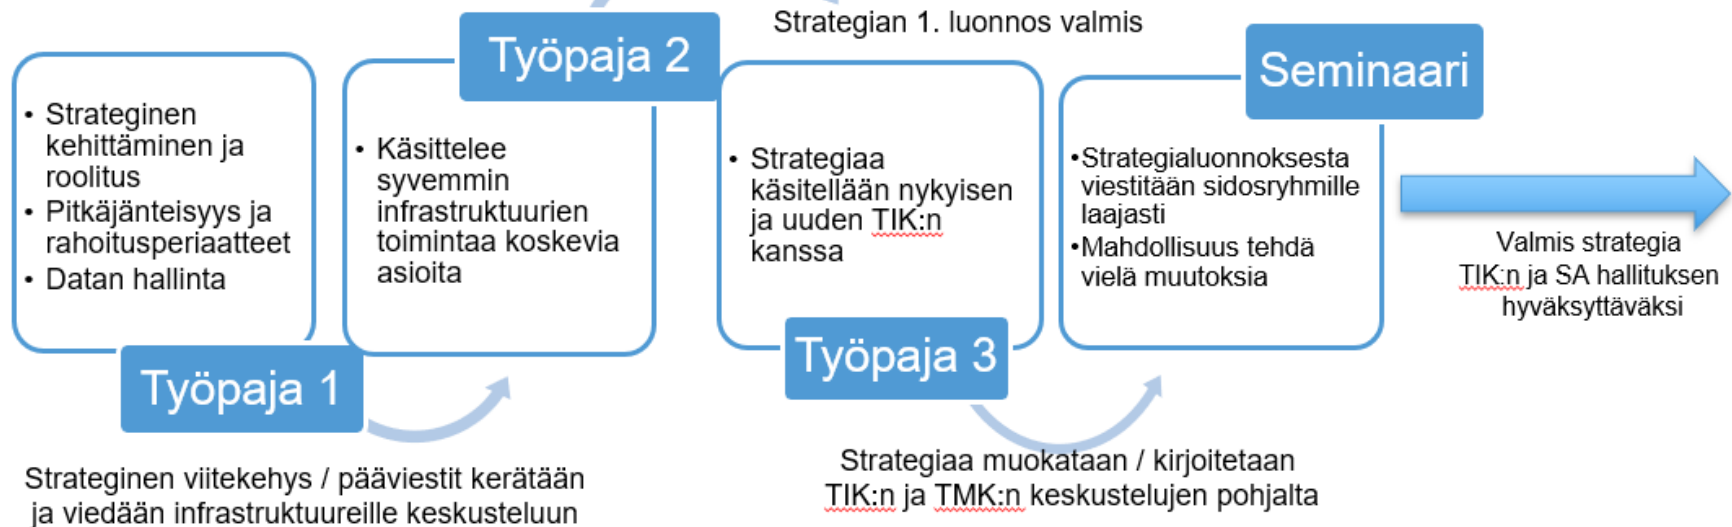 Strategian 1. luonnos valmis
Työpaja 2
Seminaari
• Strateginen
kehittäminen ja
roolitus
• Pitkäjänteisyys ja
rahoitusperiaatteet
• Datan hallinta
Työpaja 1
• Käsittelee
syvemmin
infrastruktuurien
toimintaa koskevia
asioita
• Strategiaa
käsitellään nykyisen
ja uuden TIK:n
kanssa
Työpaja 3
•Strategialuonnoksesta
viestitään sidosryhmille
laajasti
•Mahdollisuus tehdä
vielä muutoksia
Valmis strategia
TIK:n ja SA hallituksen
hyväksyttäväksi
Strateginen viitekehys / pääviestit kerätään
ja viedään infrastruktuureille keskusteluun
Strategiaa muokataan / kirjoitetaan
TIK:n ja TMK:n keskustelujen pohjalta